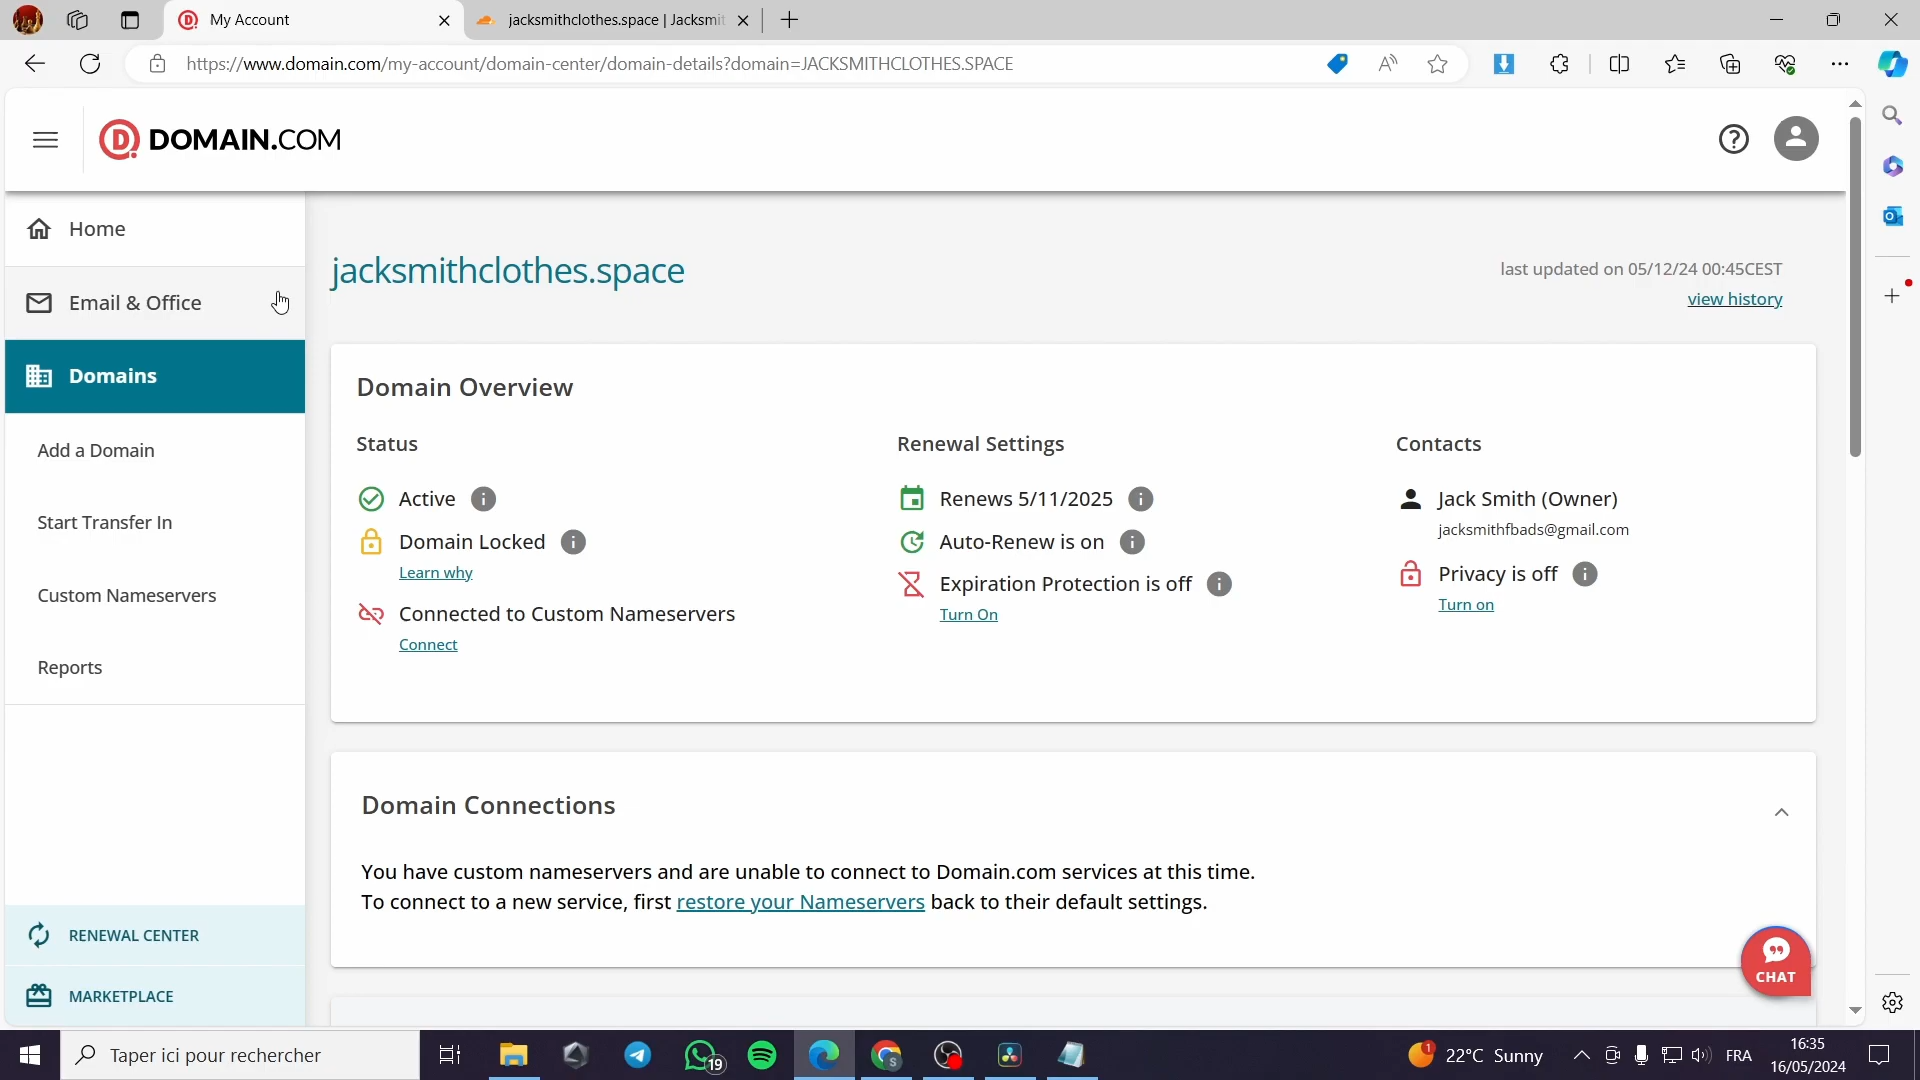 My Account
jacksmithclothes.space | Jacksmit
https://www.domain.com/my-account/domain-center/domain-details?domain=JACKSMITHCLOTHES.SPACE
DOMAIN.COM
Home
Email & Office
Domains
Add a Domain
Start Transfer In
Custom Nameservers
Reports
RENEWAL CENTER
MARKETPLACE
jacksmithclothes.space
last updated on 05/12/24 00:45CEST
view history
Domain Overview
Status
Active
Domain Locked
Learn why
Connected to Custom Nameservers
Connect
Renewal Settings
Renews 5/11/2025
Auto-Renew is on
Expiration Protection is off
Turn On
Contacts
Jack Smith (Owner)
jacksmithfbads@gmail.com
Privacy is off
Turn on
Domain Connections
You have custom nameservers and are unable to connect to Domain.com services at this time.
To connect to a new service, first restore your Nameservers back to their default settings.
CHAT
Taper ici pour rechercher
19
1
22°C Sunny
FRA
16:35
16/05/2024